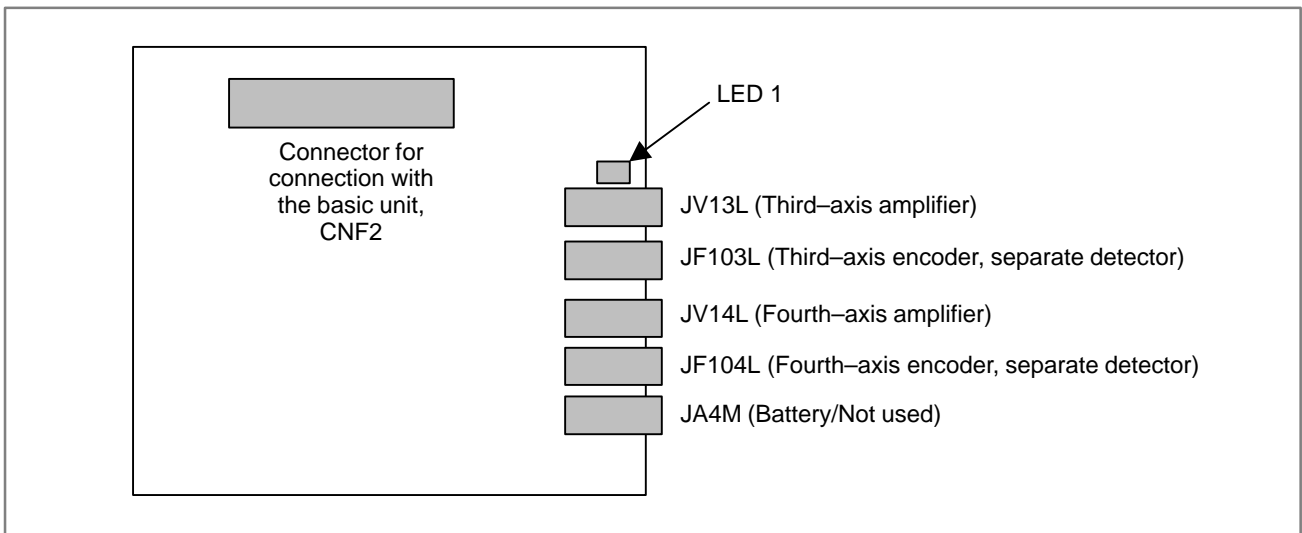 LED 1
Connector for
connection with
the basic unit,
CNF2
JV13L (Third–axis amplifier)
JF103L (Third–axis encoder, separate detector)
JV14L (Fourth–axis amplifier)
JF104L (Fourth–axis encoder, separate detector)
JA4M (Battery/Not used)